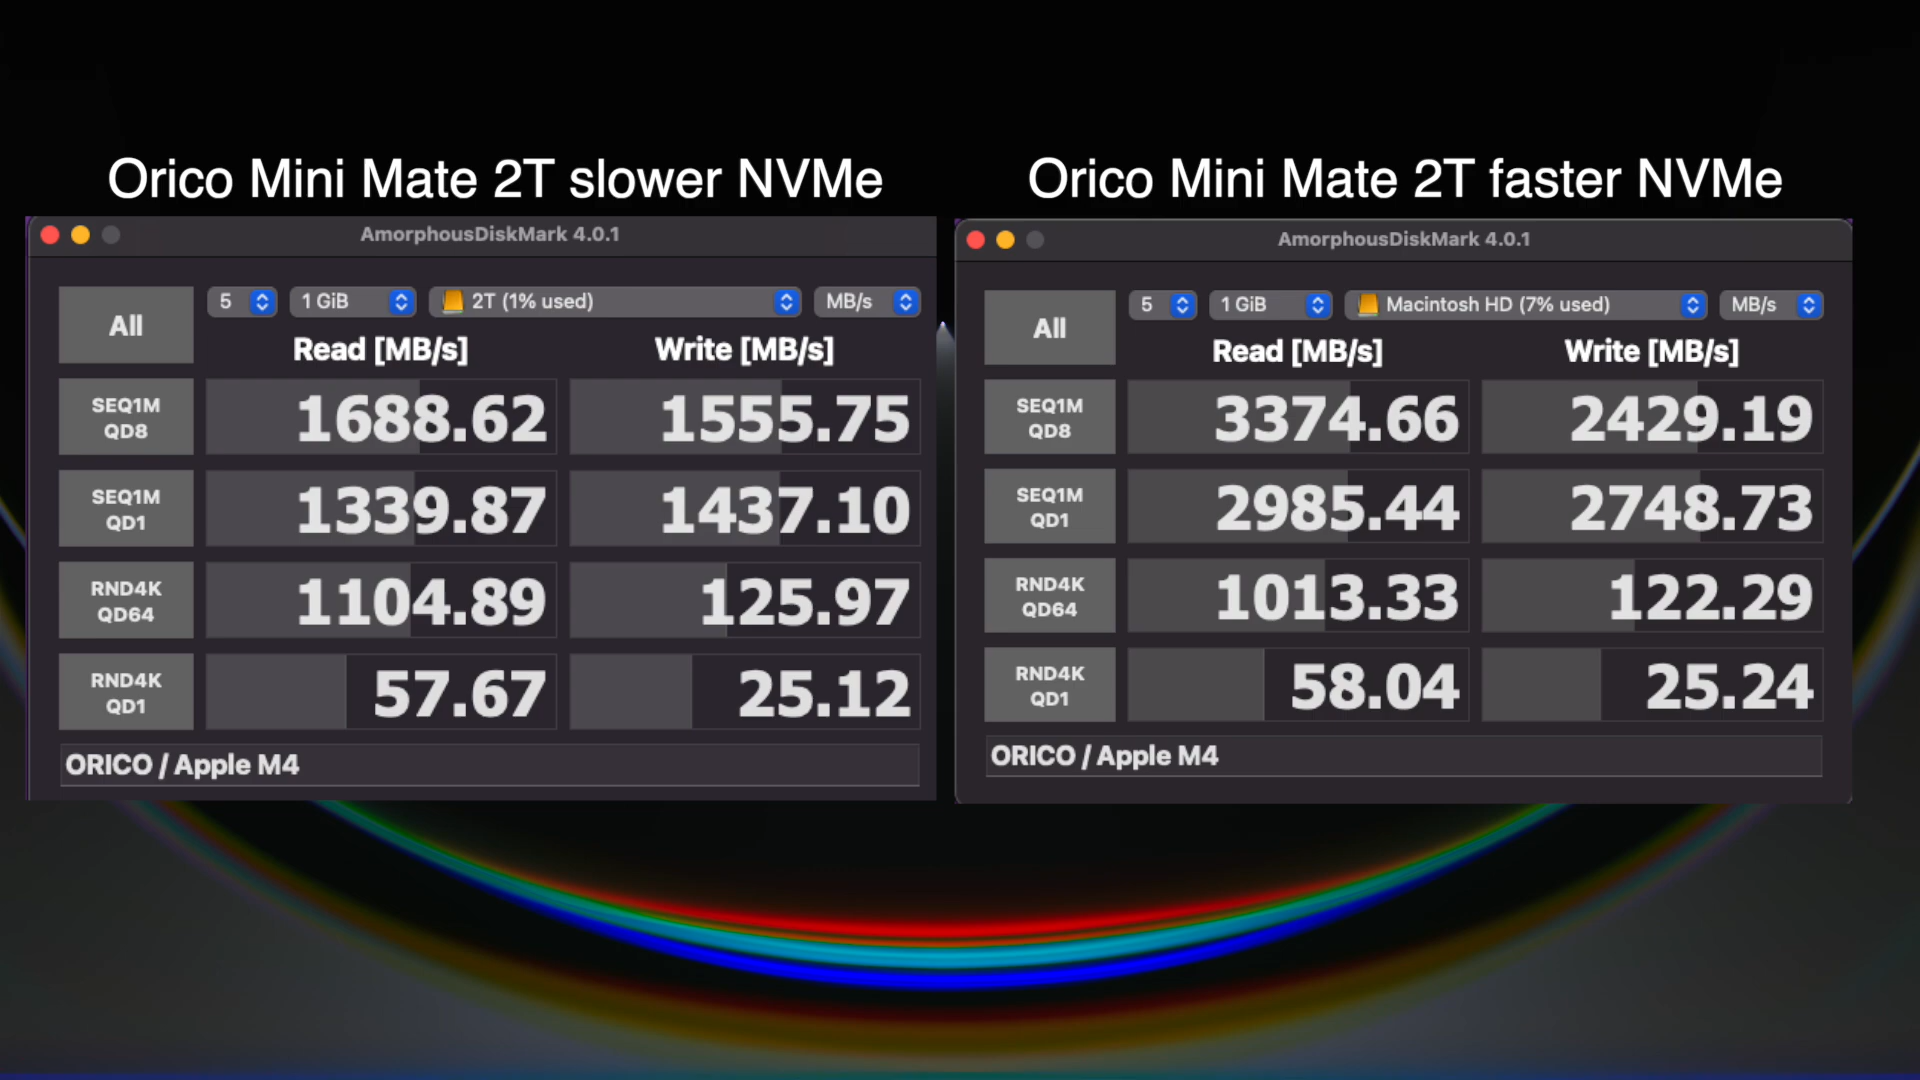 Orico Mini Mate 2T slower NVMe
AmorphousDiskMark 4.0.1
All
5
1 GiB
2T (1% used)
MB/s
Read [MB/s]
Write [MB/s]
SEQ1M
QD8
1688.62
1555.75
SEQ1M
QD1
1339.87
1437.10
RND4K
QD64
1104.89
125.97
RND4K
QD1
57.67
25.12
ORICO / Apple M4
Orico Mini Mate 2T faster NVMe
AmorphousDiskMark 4.0.1
All
5
1 GiB
Macintosh HD (7% used)
MB/s
Read [MB/s]
Write [MB/s]
SEQ1M
QD8
3374.66
2429.19
SEQ1M
QD1
2985.44
2748.73
RND4K
QD64
1013.33
122.29
RND4K
QD1
58.04
25.24
ORICO / Apple M4